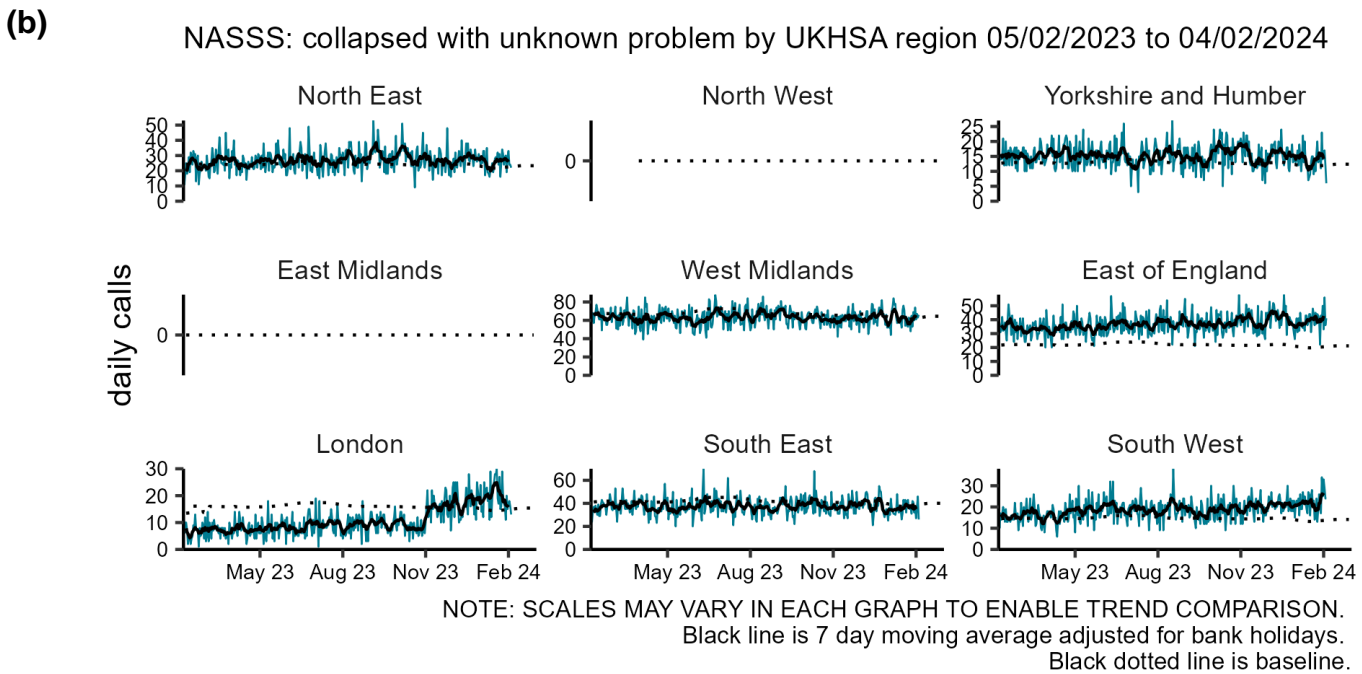 (b)
NASSS: collapsed with unknown problem by UKHSA region 05/02/2023 to 04/02/2024
North East
North West
Yorkshire and Humber
50
40
30
20
10
0
0
25
20
15
10
5
0
East Midlands
West Midlands
East of England
daily calls
0
80
60
40
20
0
50
40
30
20
10
0
London
South East
South West
30
20
10
0
60
40
20
0
30
20
10
0
May 23 Aug 23 Nov 23 Feb 24
May 23 Aug 23 Nov 23 Feb 24
May 23 Aug 23 Nov 23 Feb 24
NOTE: SCALES MAY VARY IN EACH GRAPH TO ENABLE TREND COMPARISON.
Black line is 7 day moving average adjusted for bank holidays.
Black dotted line is baseline.